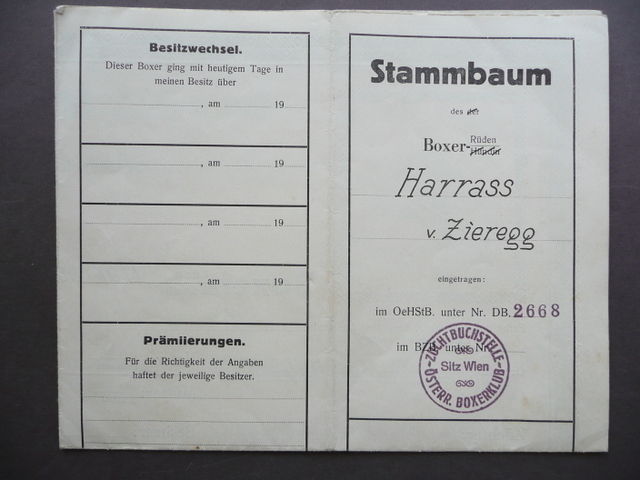 Besitzwechsel.
Dieser Boxer ging mit heutigem Tage in
meinen Besitz über
, am 19
, am 19
, am 19
, am 19
Prämiierungen.
Für die Richtigkeit der Angaben
haftet der jeweilige Besitzer.
Stammbaum
des der
Boxer-Rüden
Hündin
Harrass
v. Zieregg
eingetragen:
im OeHStB. unter Nr. DB. 2668
im BZB. unter Nr.
ZUCHTBUCHSTELLE
Sitz Wien
ÖSTERR. BOXERKLUB